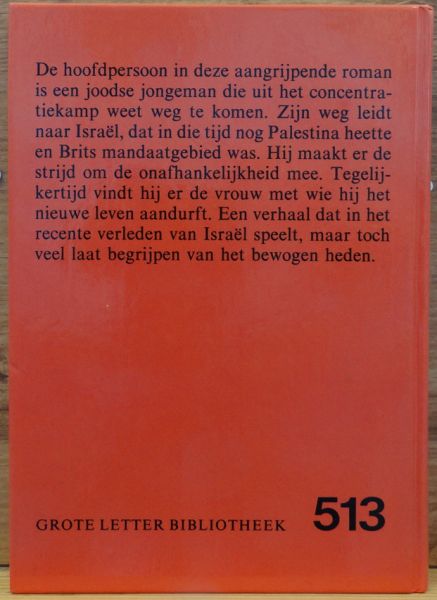 De hoofdpersoon in deze aangrijpende roman
is een joodse jongeman die uit het concentra-
tiekamp weet weg te komen. Zijn weg leidt
naar Israël, dat in die tijd nog Palestina heette
en Brits mandaatgebied was. Hij maakt er de
strijd om de onafhankelijkheid mee. Tegelij-
kertijd vindt hij er de vrouw met wie hij het
nieuwe leven aandurft. Een verhaal dat in het
recente verleden van Israël speelt, maar toch
veel laat begrijpen van het bewogen heden.
GROTE LETTER BIBLIOTHEEK 513